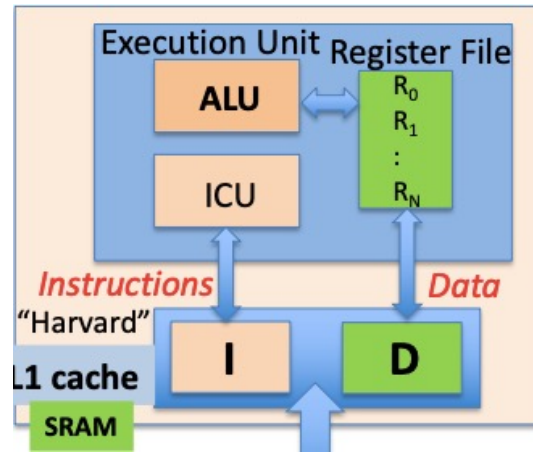 Execution Unit
Register File
ALU
R0
R1
:
RN
ICU
Instructions
Data
“Harvard”
I
D
L1 cache
SRAM